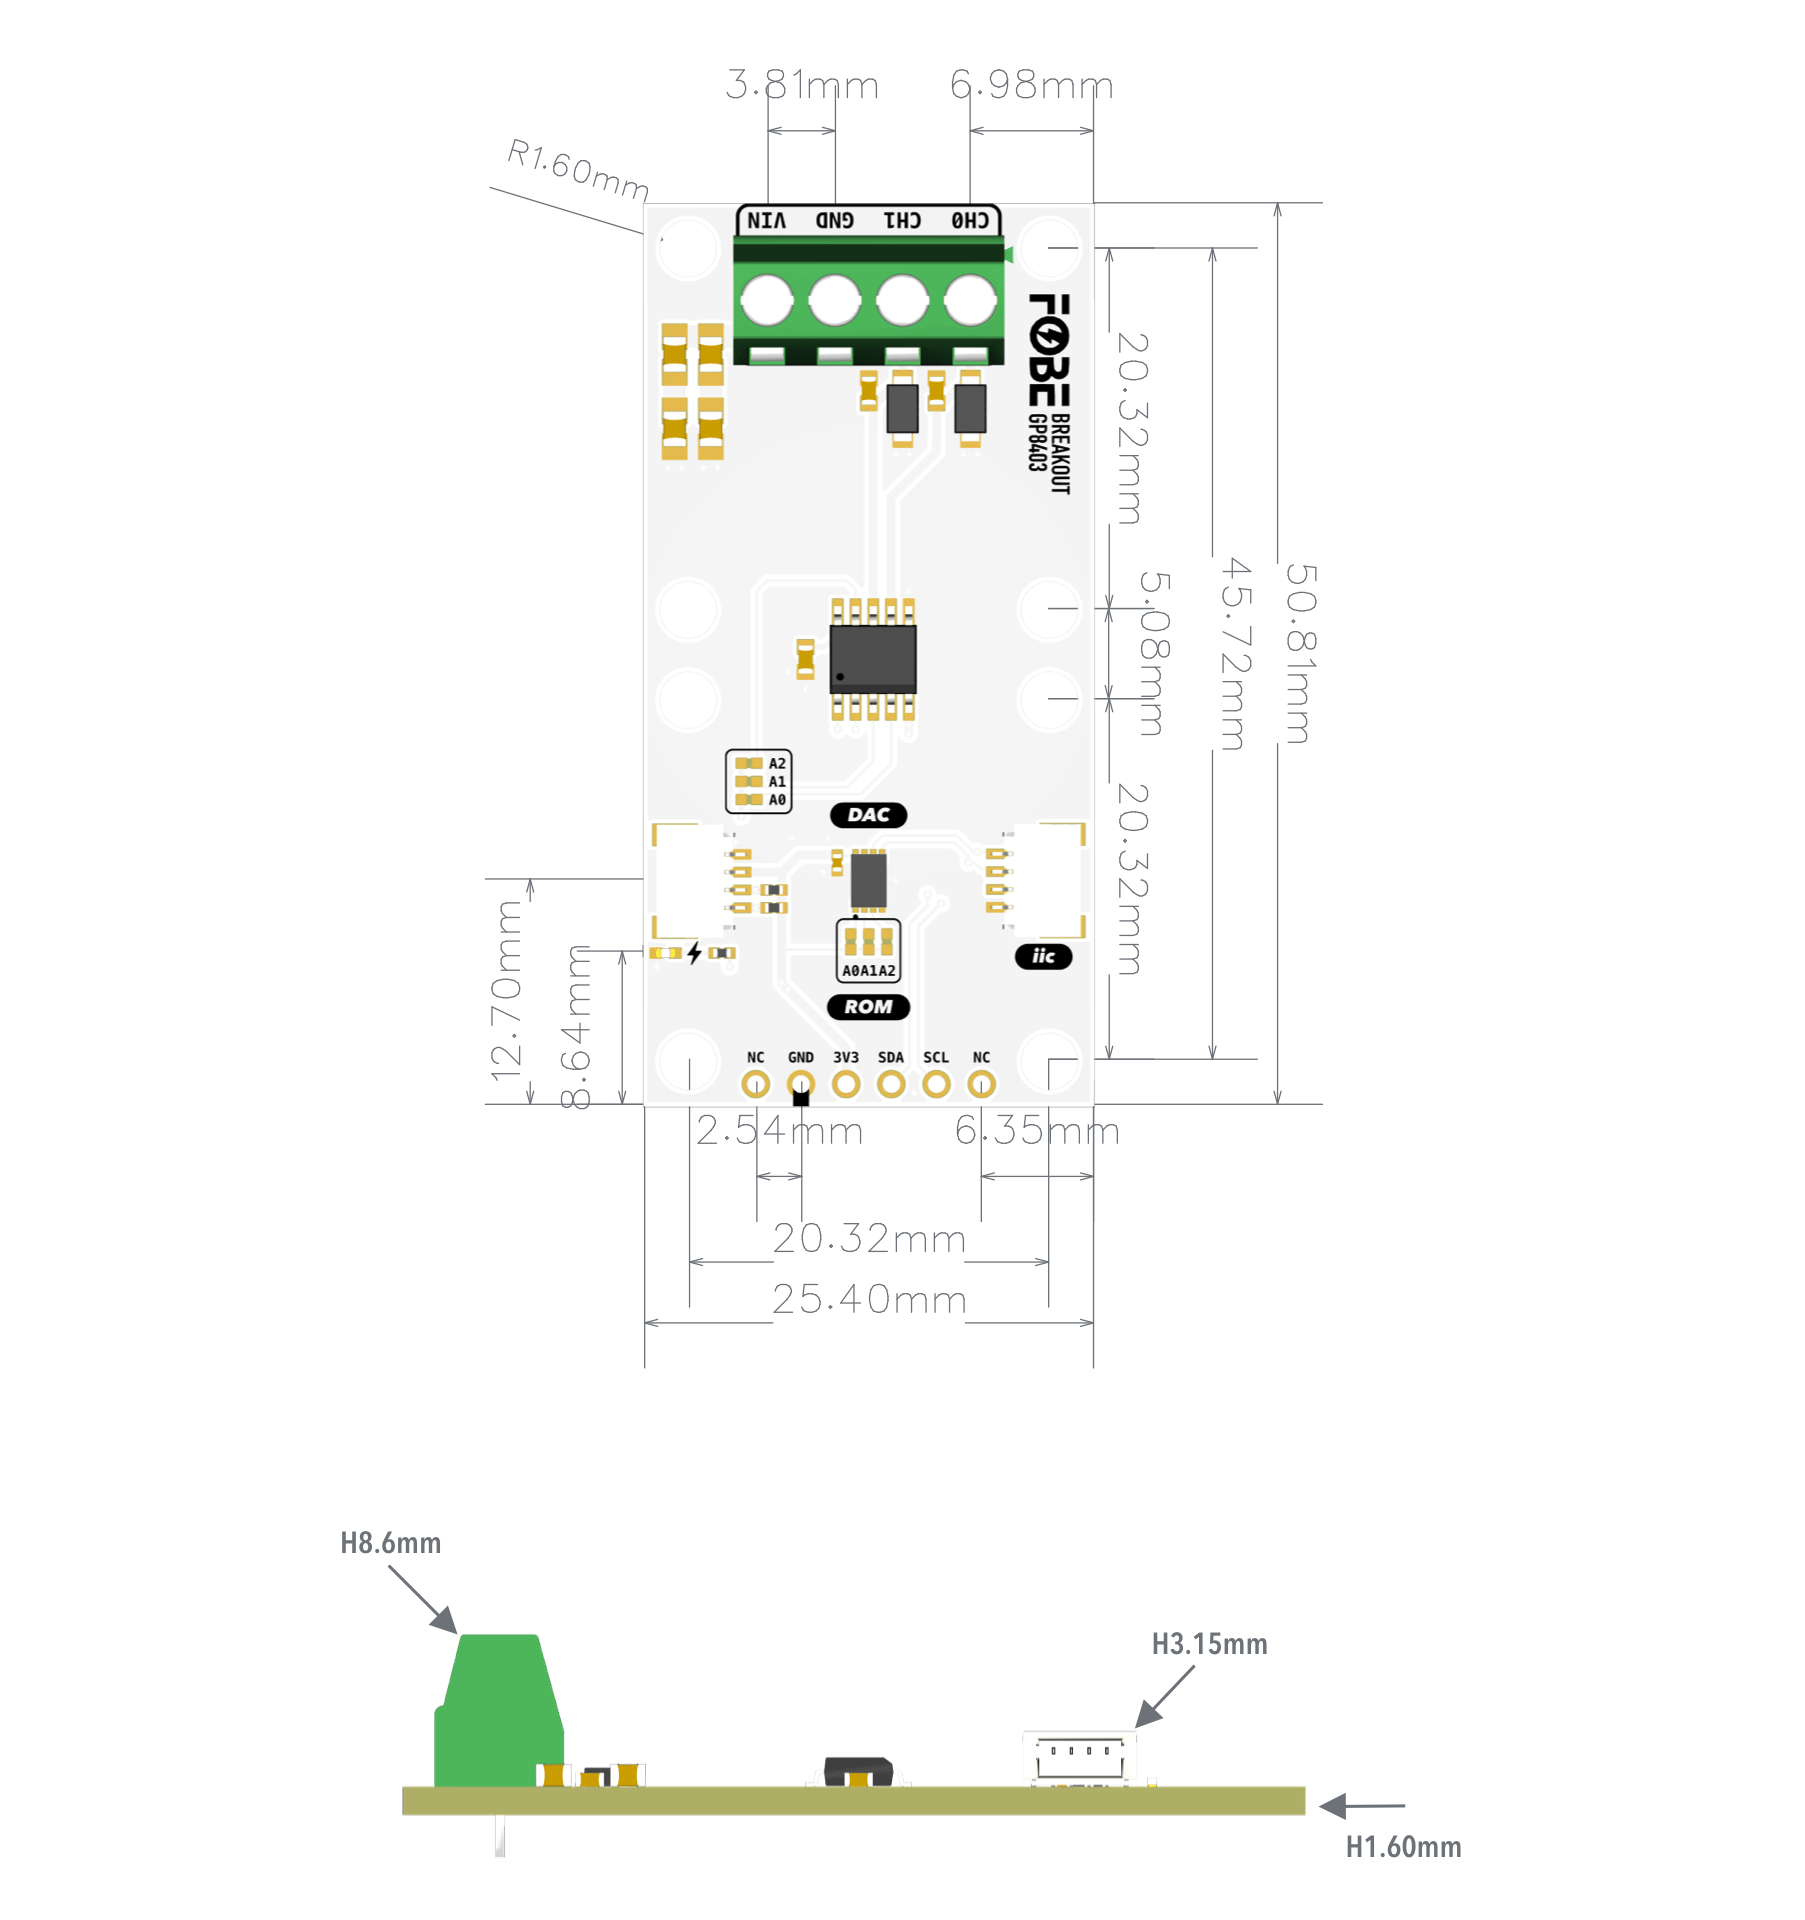 3.81mm
6.98mm
R1.60mm
VIN GND CH1 CH0
FOBE
BREAKOUT
GP8403
20.32mm
5.08mm
45.72mm
50.81mm
A2
A1
A0
DAC
20.32mm
12.70mm
8.64mm
iic
A0A1A2
ROM
NC GND 3V3 SDA SCL NC
2.54mm
6.35mm
20.32mm
25.40mm
H8.6mm
H3.15mm
H1.60mm